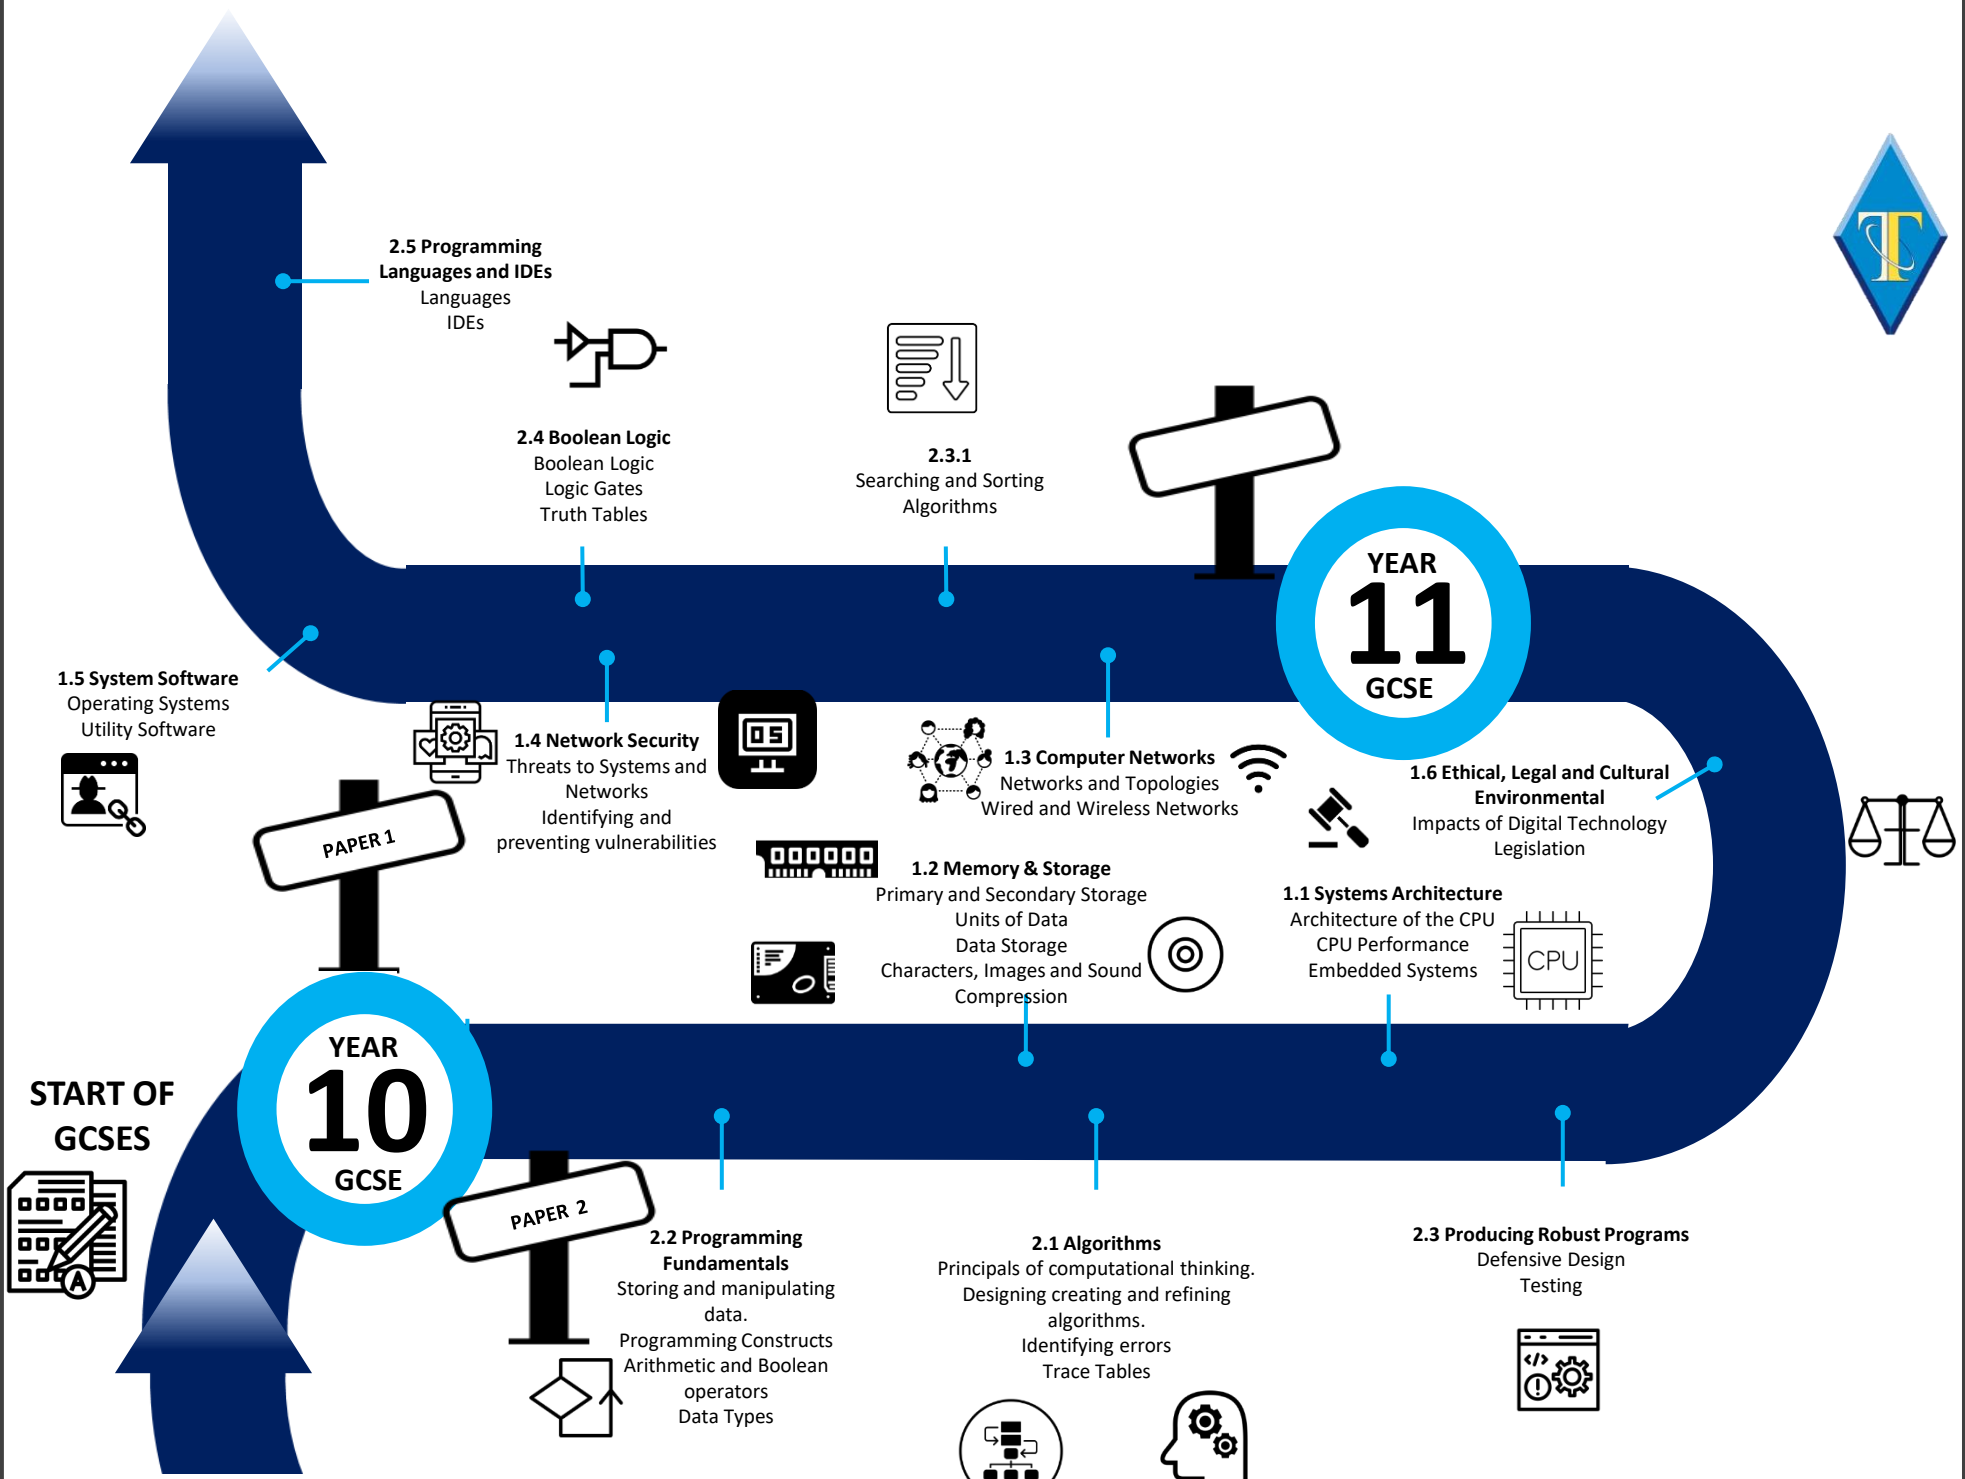 2.5 Programming
Languages and IDEs
Languages
IDEs
2.4 Boolean Logic
Boolean Logic
Logic Gates
Truth Tables
2.3.1
Searching and Sorting
Algorithms
T
YEAR
11
GCSE
1.5 System Software
Operating Systems
Utility Software
1.4 Network Security
Threats to Systems and
Networks
Identifying and
preventing vulnerabilities
OS
1.3 Computer Networks
Networks and Topologies
Wired and Wireless Networks
1.6 Ethical, Legal and Cultural
Environmental
Impacts of Digital Technology
Legislation
PAPER 1
1.2 Memory & Storage
Primary and Secondary Storage
Units of Data
Data Storage
Characters, Images and Sound
Compression
1.1 Systems Architecture
Architecture of the CPU
CPU Performance
Embedded Systems
CPU
YEAR
10
GCSE
START OF
GCSES
A
PAPER 2
2.2 Programming
Fundamentals
Storing and manipulating
data.
Programming Constructs
Arithmetic and Boolean
operators
Data Types
2.1 Algorithms
Principals of computational thinking.
Designing creating and refining
algorithms.
Identifying errors
Trace Tables
2.3 Producing Robust Programs
Defensive Design
Testing
</>